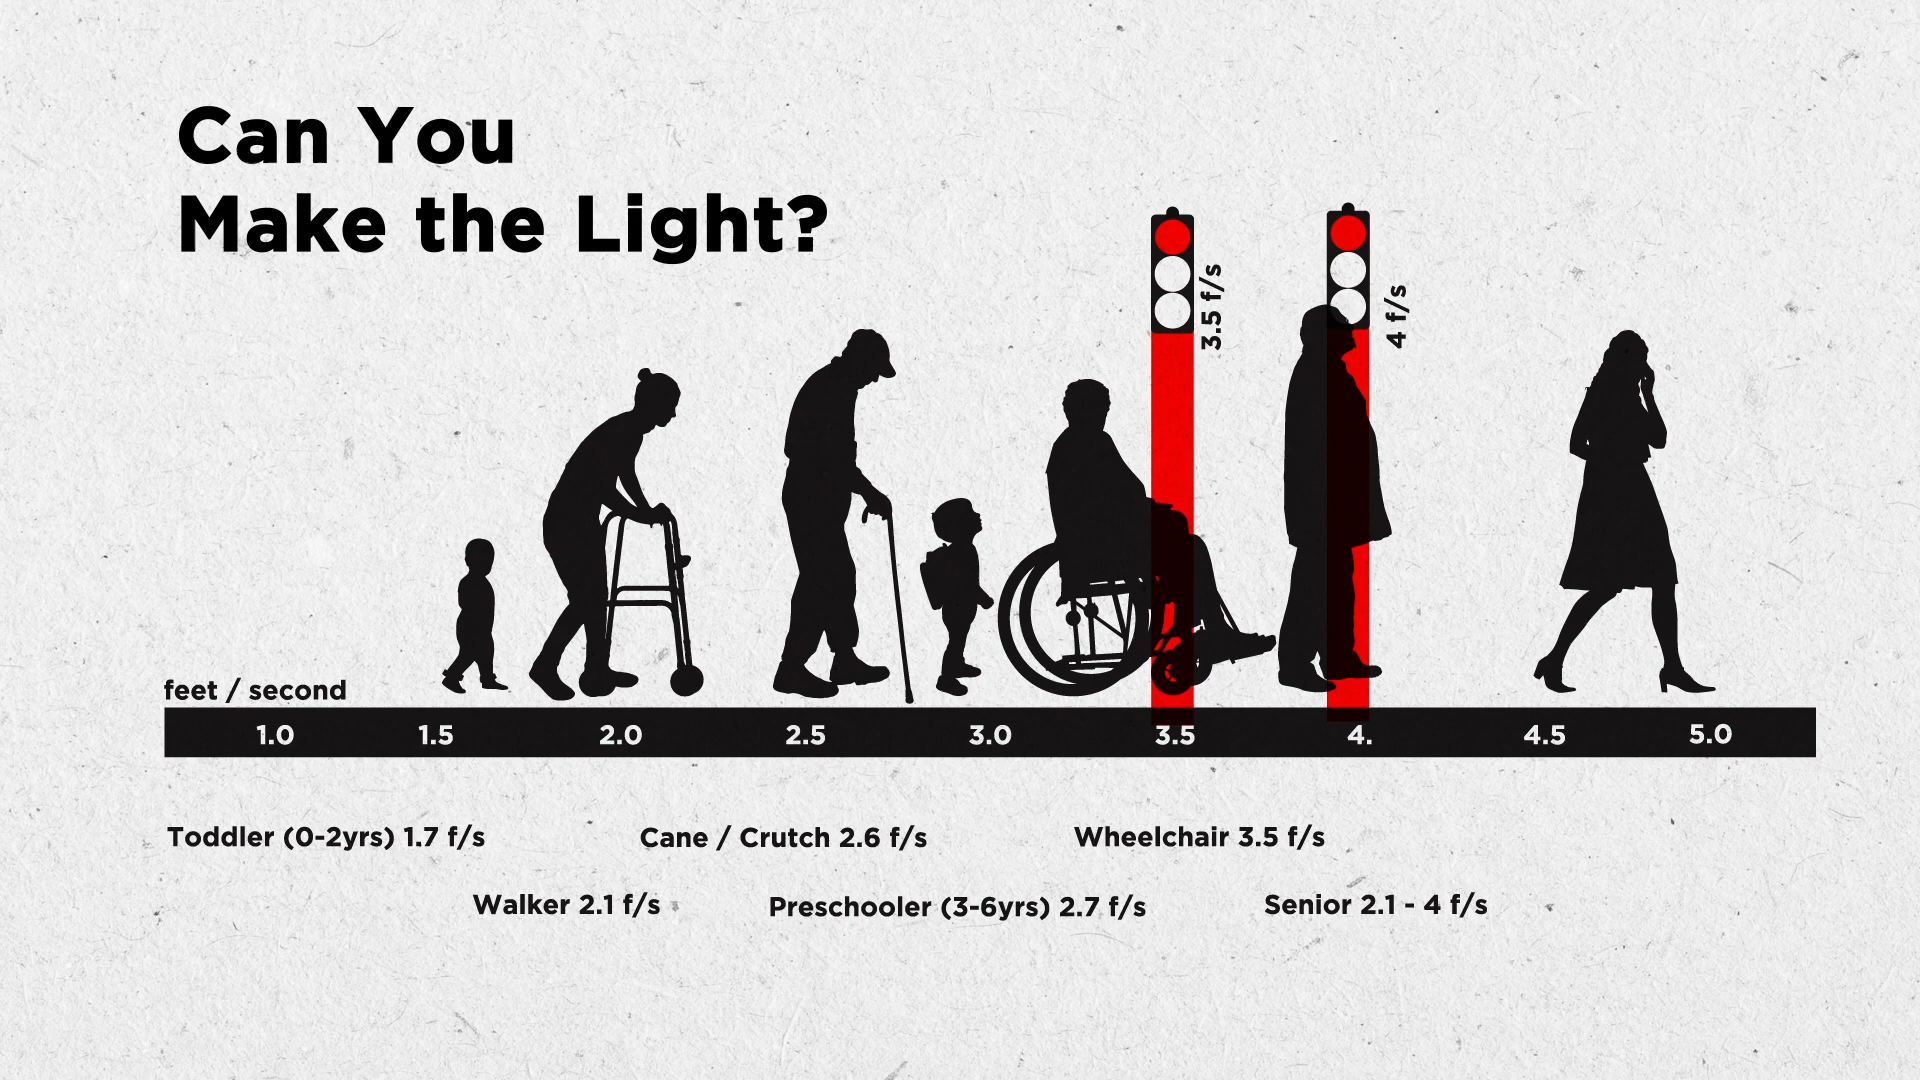 Can You
Make the Light?
3.5 f/s
4 f/s
feet / second
1.0 1.5 2.0 2.5 3.0 3.5 4. 4.5 5.0
Toddler (0-2yrs) 1.7 f/s
Cane / Crutch 2.6 f/s
Wheelchair 3.5 f/s
Walker 2.1 f/s
Preschooler (3-6yrs) 2.7 f/s
Senior 2.1 - 4 f/s